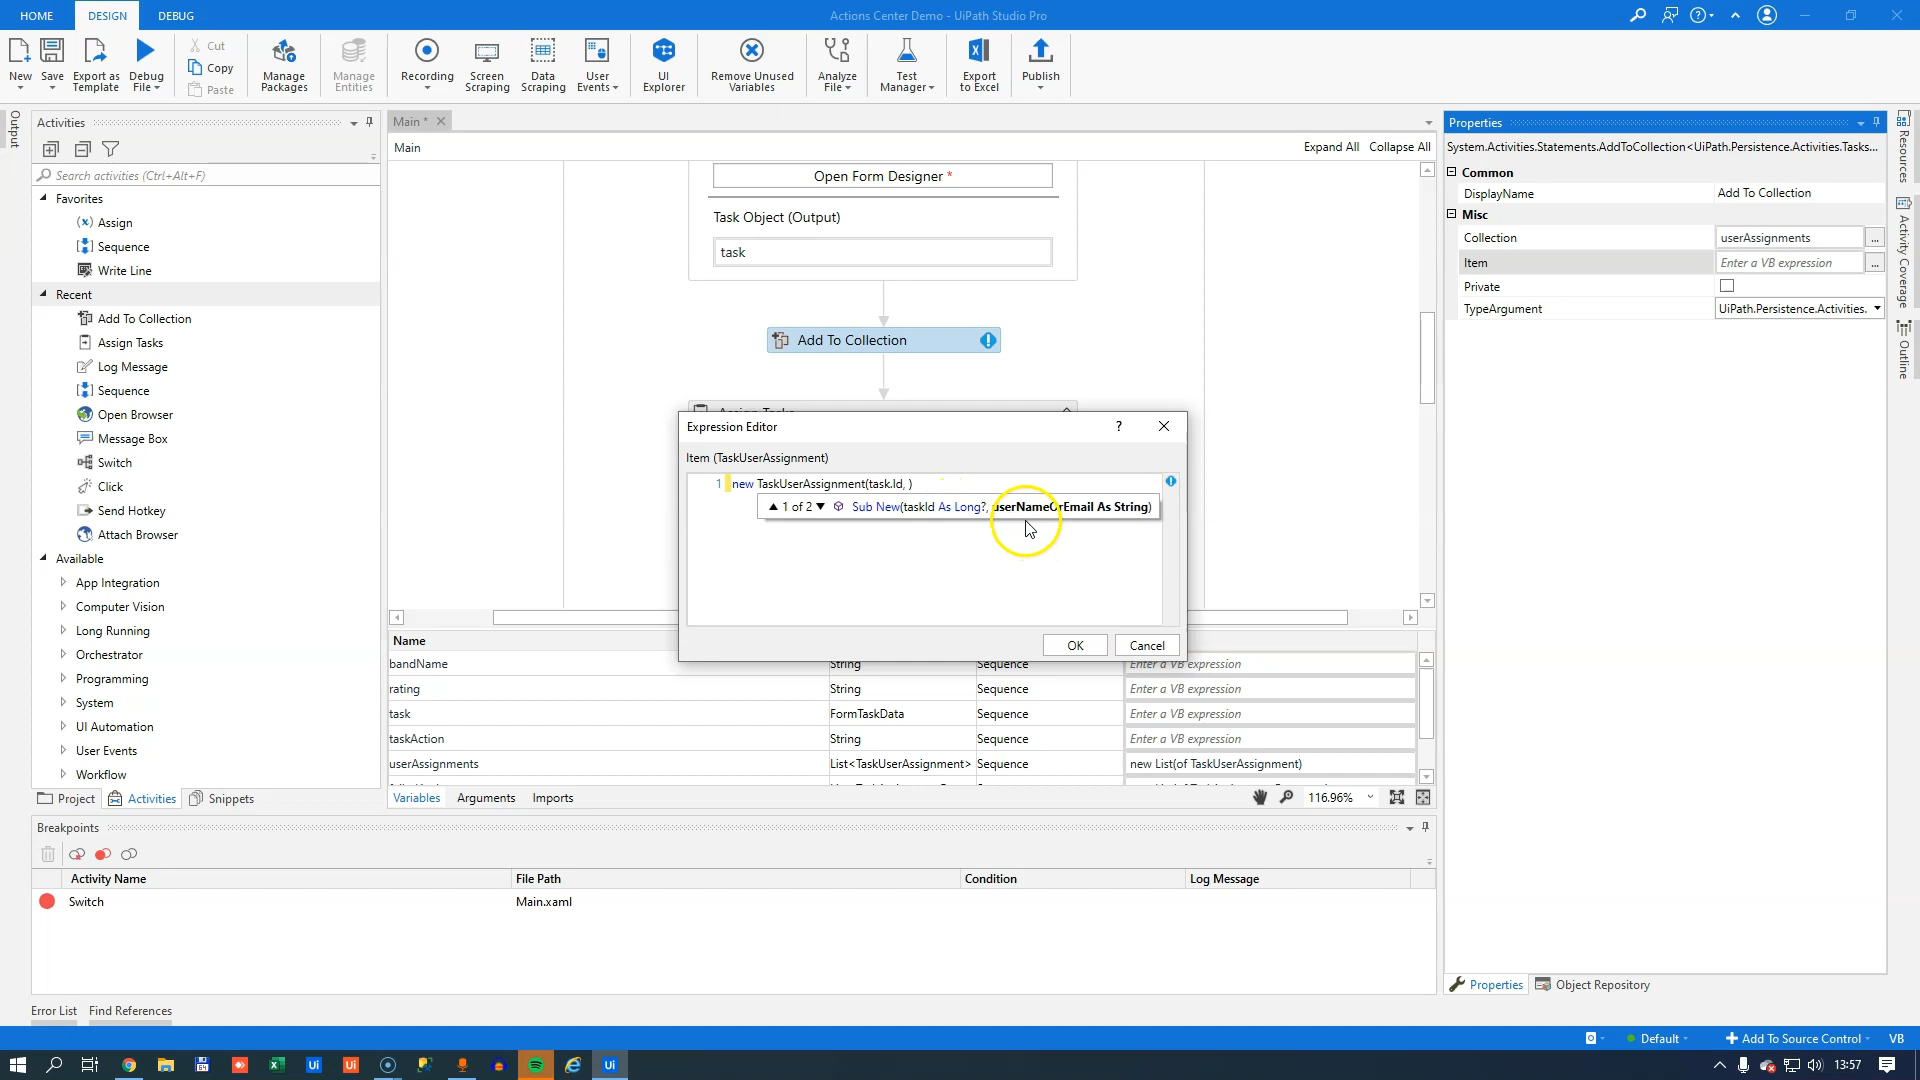 HOME
DESIGN
DEBUG
Actions Center Demo - UiPath Studio Pro
New
Save
Export as Template
Debug File
Cut
Copy
Paste
Manage Packages
Manage Entities
Recording
Screen Scraping
Data Scraping
User Events
UI Explorer
Remove Unused Variables
Analyze File
Test Manager
Export to Excel
Publish
Output
Activities
Search activities (Ctrl+Alt+F)
Favorites
Assign
Sequence
Write Line
Recent
Add To Collection
Assign Tasks
Log Message
Sequence
Open Browser
Message Box
Switch
Click
Send Hotkey
Attach Browser
Available
App Integration
Computer Vision
Long Running
Orchestrator
Programming
System
UI Automation
User Events
Workflow
Project
Activities
Snippets
Main *
Main
Expand All
Collapse All
Open Form Designer *
Task Object (Output)
task
Add To Collection
Expression Editor
?
Item (TaskUserAssignment)
1 new TaskUserAssignment(task.Id, )
1 of 2 Sub New(taskId As Long?, userNameOrEmail As String)
OK
Cancel
Name
bandName String Sequence Enter a VB expression
rating String Sequence Enter a VB expression
task FormTaskData Sequence Enter a VB expression
taskAction String Sequence Enter a VB expression
userAssignments List<TaskUserAssignment> Sequence new List(of TaskUserAssignment)
Variables
Arguments
Imports
116.96%
Breakpoints
Activity Name
File Path
Condition
Log Message
Switch
Main.xaml
Error List
Find References
Properties
System.Activities.Statements.AddToCollection<UiPath.Persistence.Activities.Tasks...
Common
DisplayName Add To Collection
Misc
Collection userAssignments ...
Item Enter a VB expression ...
Private
TypeArgument UiPath.Persistence.Activities.
Properties
Object Repository
Resources
Activity Coverage
Outline
Default
Add To Source Control
VB
13:57